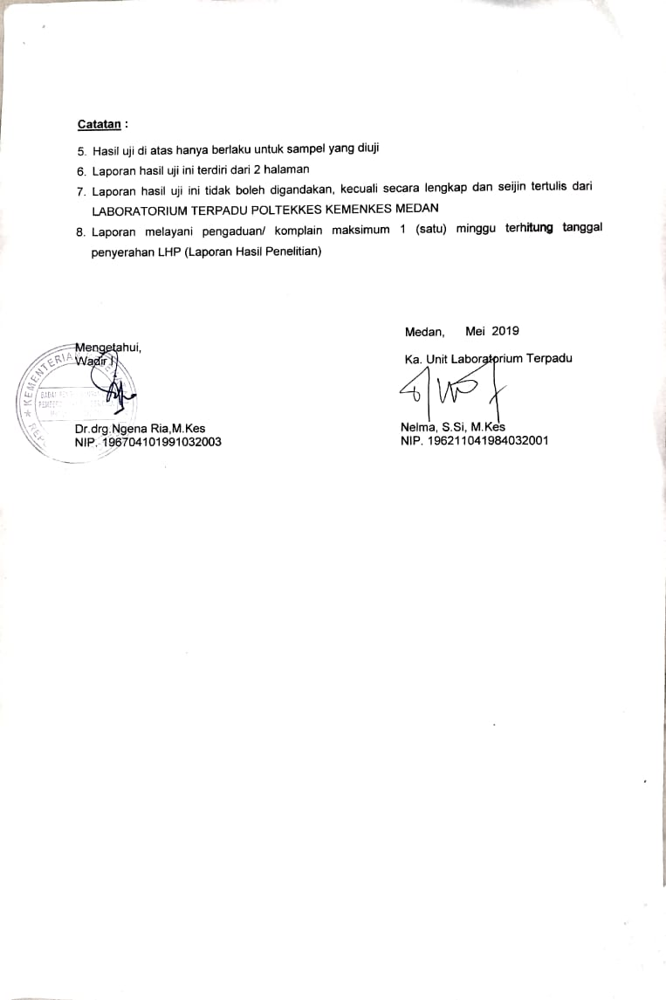 Catatan :
5. Hasil uji di atas hanya berlaku untuk sampel yang diuji
6. Laporan hasil uji ini terdiri dari 2 halaman
7. Laporan hasil uji ini tidak boleh digandakan, kecuali secara lengkap dan seijin tertulis dari
LABORATORIUM TERPADU POLTEKKES KEMENKES MEDAN
8. Laporan melayani pengaduan/ komplain maksimum 1 (satu) minggu terhitung tanggal
penyerahan LHP (Laporan Hasil Penelitian)
Medan, Mei 2019
Mengetahui,
Wadir I
Ka. Unit Laboratorium Terpadu
KEMENTERIAN
Dr.drg.Ngena Ria,M.Kes
NIP. 196704101991032003
Nelma, S.Si, M.Kes
NIP. 196211041984032001